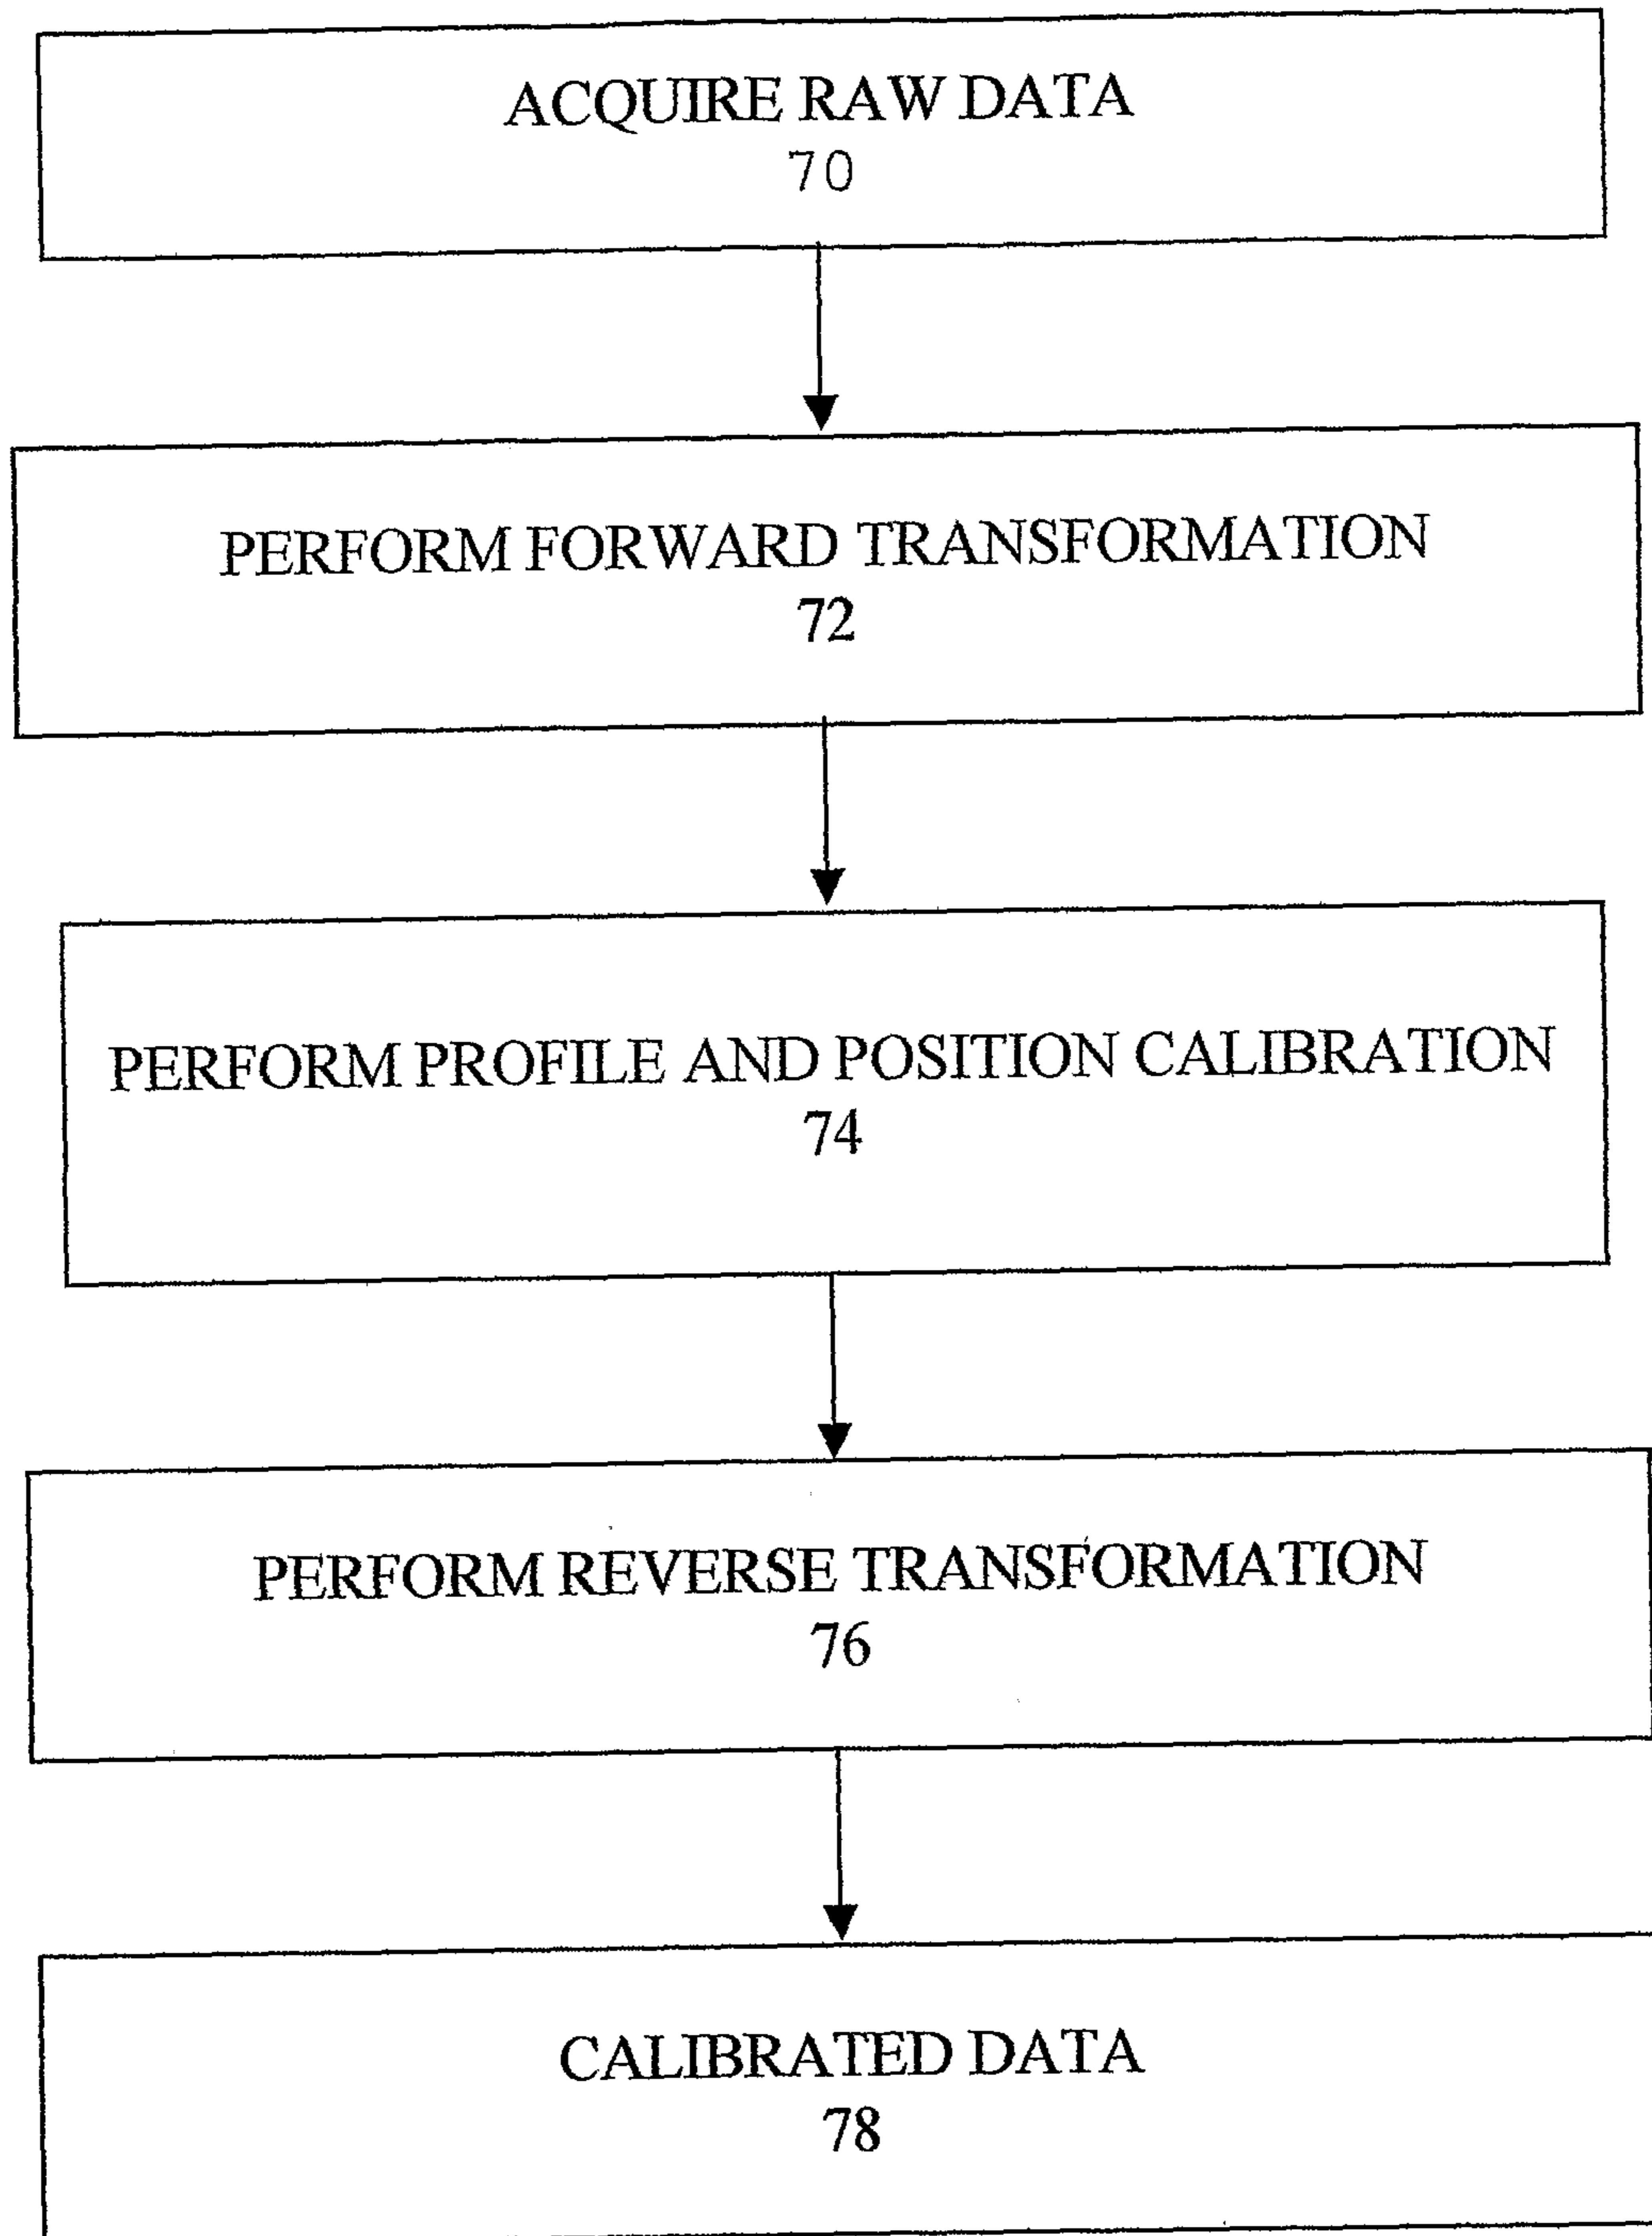 ACQUIRE RAW DATA
70
PERFORM FORWARD TRANSFORMATION
72
PERFORM PROFILE AND POSITION CALIBRATION
74
PERFORM REVERSE TRANSFORMATION
76
CALIBRATED DATA
78